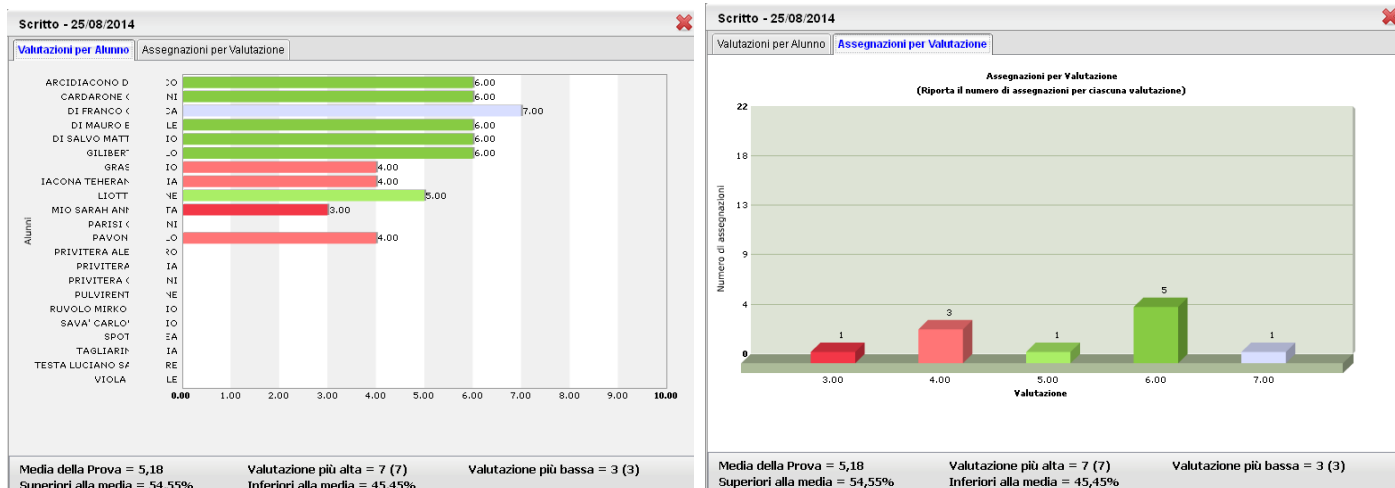 Scritto - 25/08/2014
Valutazioni per Alunno Assegnazioni per Valutazione
Alunni
ARCIDIACONO D CO 6.00
CARDARONE C NI 6.00
DI FRANCO C CA 7.00
DI MAURO E LE 6.00
DI SALVO MATT IO 6.00
GILIBERT LO 6.00
GRAS IO 4.00
IACONA TEHERAN IA 4.00
LIOTT NE 5.00
MIO SARAH ANN TA 3.00
PARISI C NI
PAVON LO 4.00
PRIVITERA ALE RO
PRIVITERA IA
PRIVITERA C NI
PULVIRENT NE
RUVOLO MIRKO IO
SAVA' CARLO' IO
SPOT EA
TAGLIARIN IA
TESTA LUCIANO SA RE
VIOLA LE
0.00 1.00 2.00 3.00 4.00 5.00 6.00 7.00 8.00 9.00 10.00
Media della Prova = 5,18 Valutazione più alta = 7 (7) Valutazione più bassa = 3 (3)
Superiori alla media = 54,55% Inferiori alla media = 45,45%
Scritto - 25/08/2014
Valutazioni per Alunno Assegnazioni per Valutazione
Assegnazioni per Valutazione
(Riporta il numero di assegnazioni per ciascuna valutazione)
Numero di assegnazioni
22
18
13
9
4
0
1 3 1 5 1
3.00 4.00 5.00 6.00 7.00
Valutazione
Media della Prova = 5,18 Valutazione più alta = 7 (7) Valutazione più bassa = 3 (3)
Superiori alla media = 54,55% Inferiori alla media = 45,45%